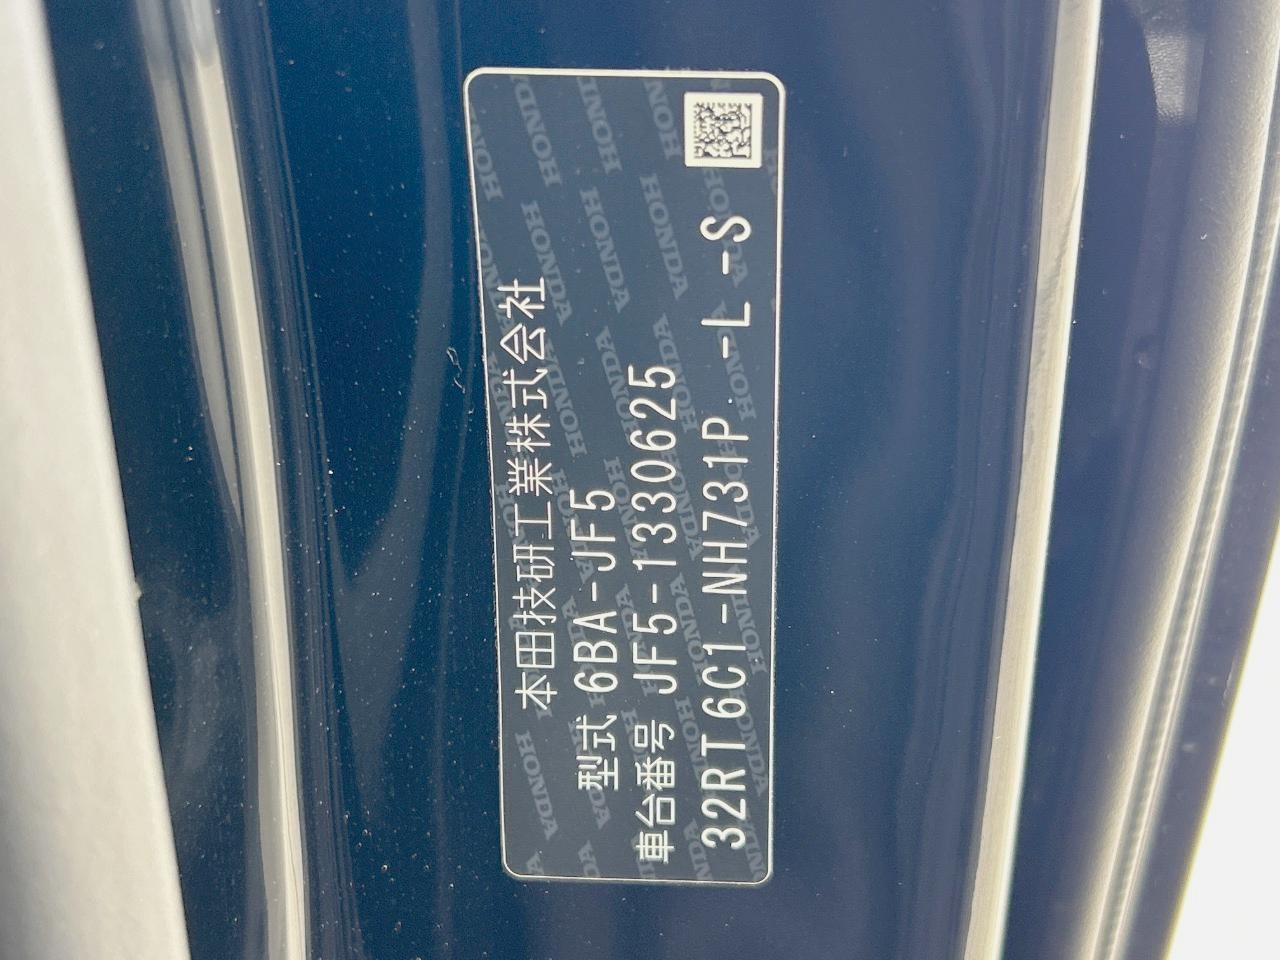 本田技研工業株式会社
型式 6BA-JF5
車台番号 JF5-1330625
32RT6C1-NH731P -L -S